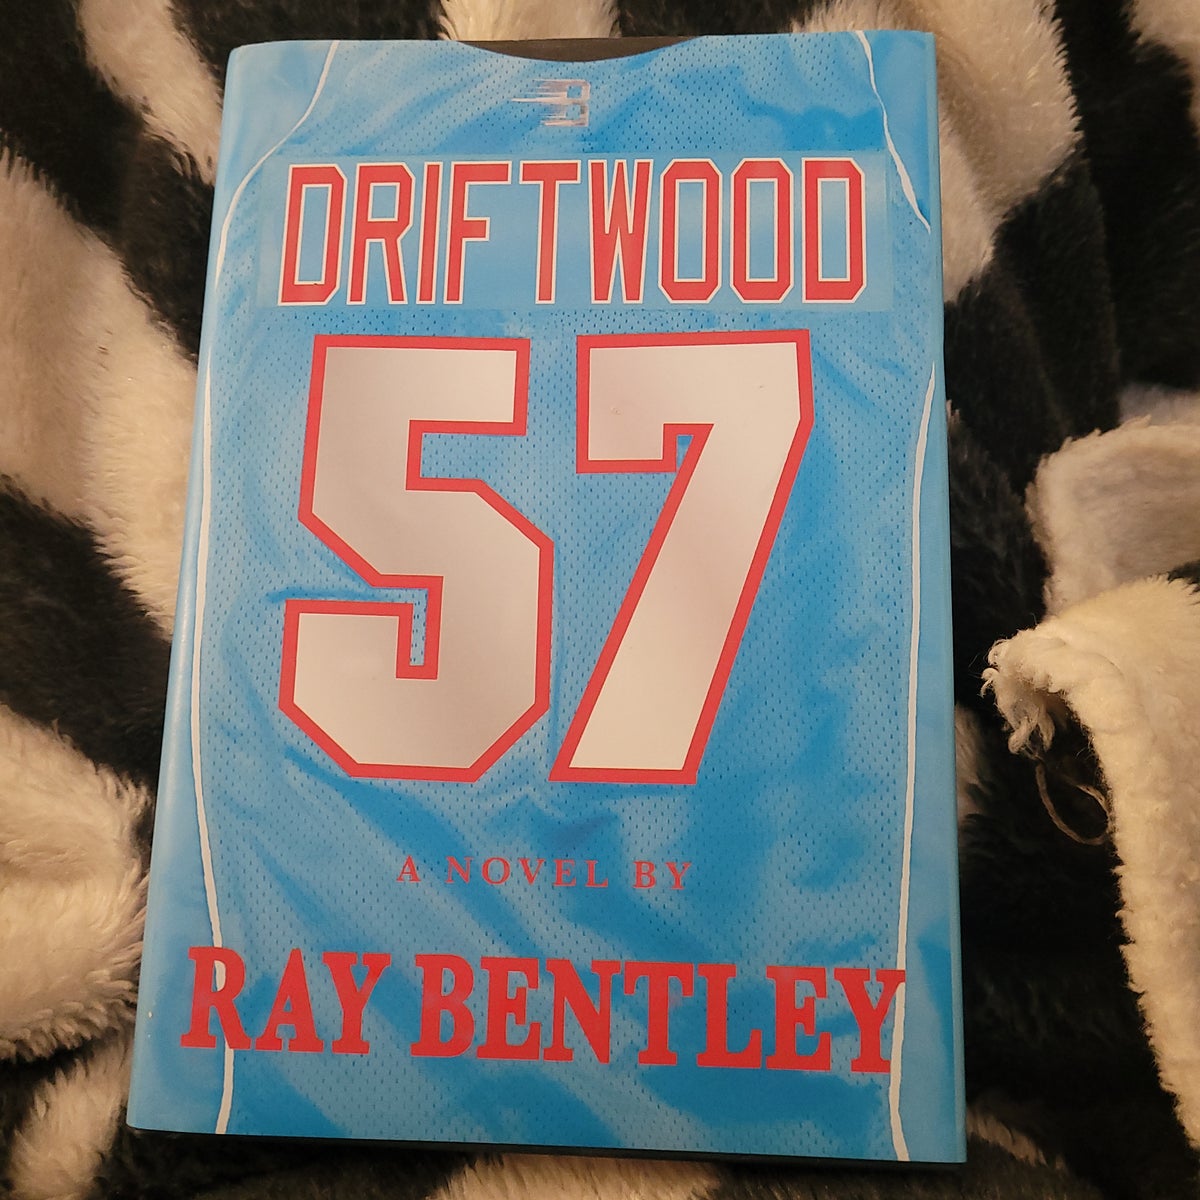 B
DRIFTWOOD
57
A NOVEL BY
RAY BENTLEY